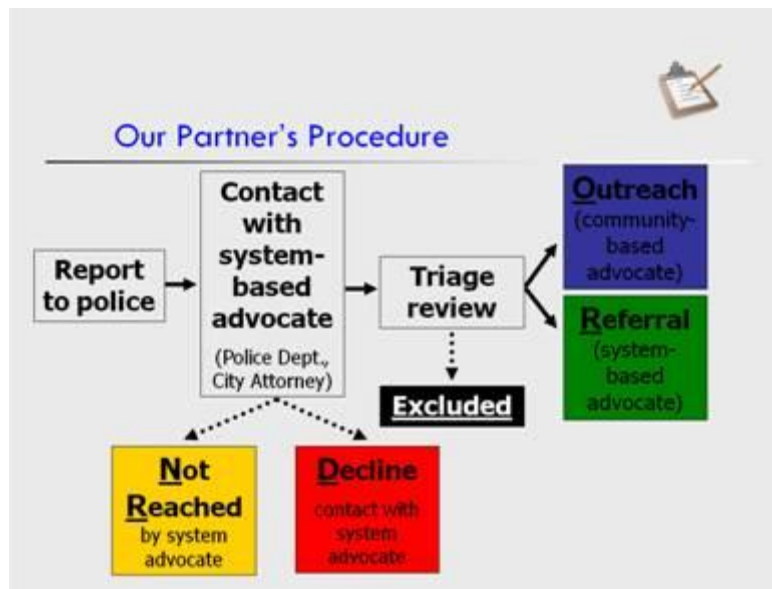 Our Partner's Procedure
Report
to police
Contact
with
system-
based
advocate
(Police Dept.,
City Attorney)
Triage
review
Outreach
(community-
based
advocate)
Referral
(system-
based
advocate)
Excluded
Not
Reached
by system
advocate
Decline
contact with
system
advocate